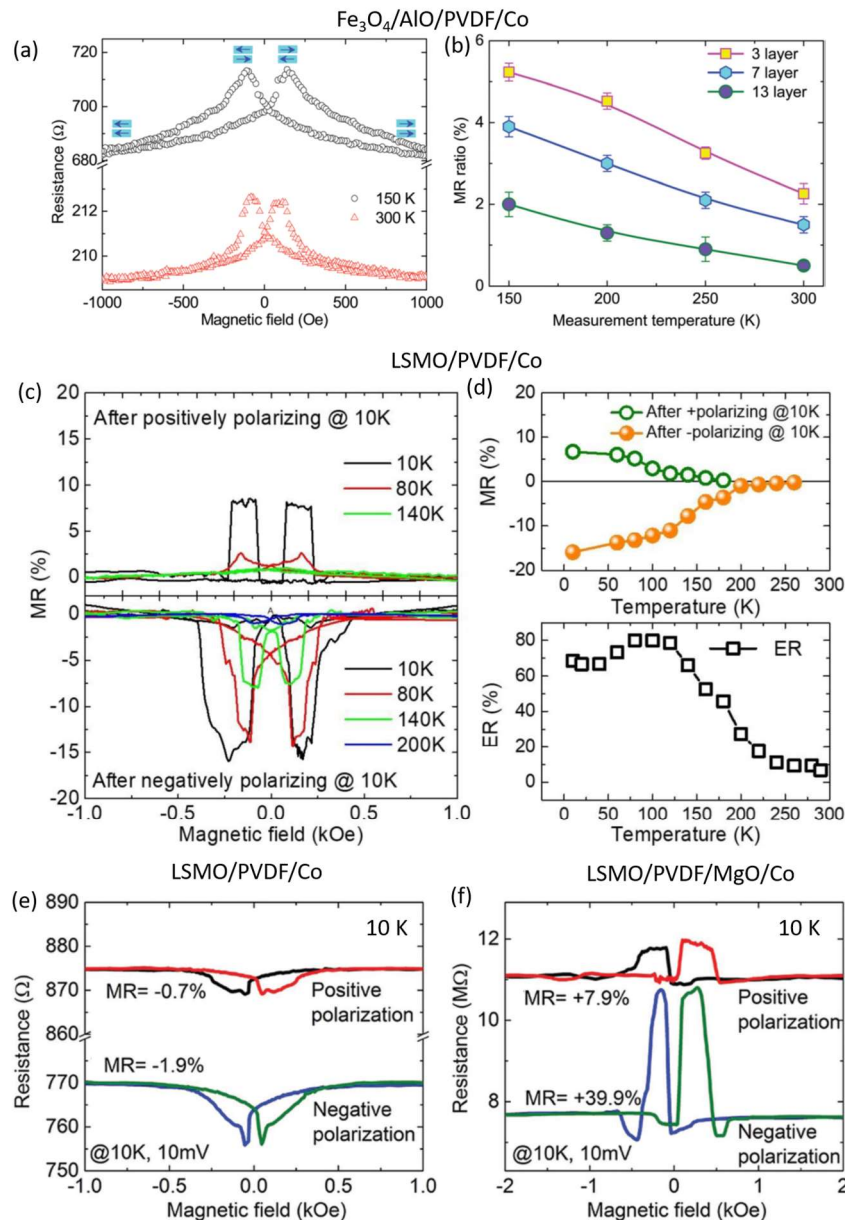 Fe₃O₄/AlO/PVDF/Co
(a)
720
700
680
212
210
Resistance (Ω)
150 K
300 K
-1000 -500 0 500 1000
Magnetic field (Oe)
(b)
3 layer
7 layer
13 layer
6
4
2
0
MR ratio (%)
150 200 250 300
Measurement temperature (K)
LSMO/PVDF/Co
(c)
After positively polarizing @ 10K
10K
80K
140K
20
15
10
5
0
MR (%)
0
-5
-10
-15
-20
A
10K
80K
140K
200K
After negatively polarizing @ 10K
-1.0 -0.5 0.0 0.5 1.0
Magnetic field (kOe)
(d)
After +polarizing @10K
After -polarizing @ 10K
20
10
0
-10
-20
MR (%)
0 50 100 150 200 250 300
Temperature (K)
ER
80
60
40
20
0
ER (%)
0 50 100 150 200 250 300
Temperature (K)
LSMO/PVDF/Co
(e)
10 K
890
880
870
860
770
760
750
Resistance (Ω)
MR= -0.7%
Positive
polarization
MR= -1.9%
Negative
polarization
@10K, 10mV
-1.0 -0.5 0.0 0.5 1.0
Magnetic field (kOe)
LSMO/PVDF/MgO/Co
(f)
10 K
12
10
8
Resistance (MΩ)
MR= +7.9%
Positive
polarization
MR= +39.9%
Negative
polarization
@10K, 10mV
-2 -1 0 1 2
Magnetic field (kOe)